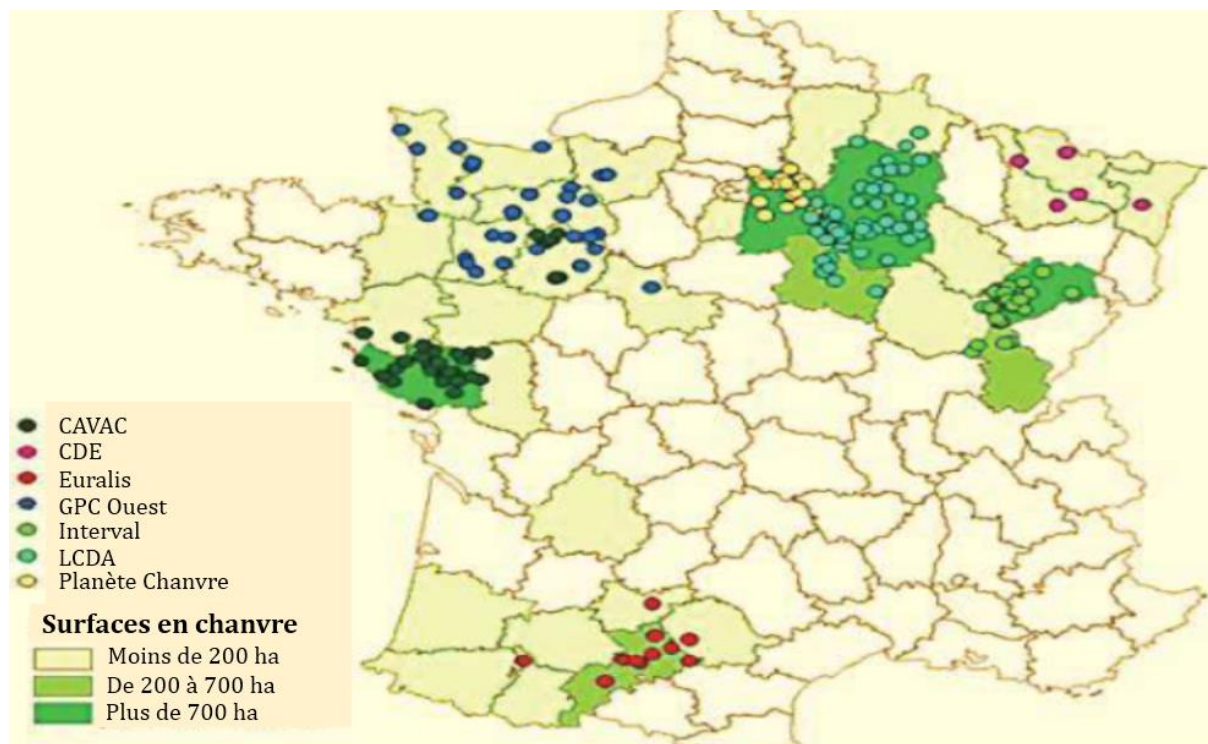 CAVAC
CDE
Euralis
GPC Ouest
Interval
LCDA
Planète Chanvre
Surfaces en chanvre
Moins de 200 ha
De 200 à 700 ha
Plus de 700 ha